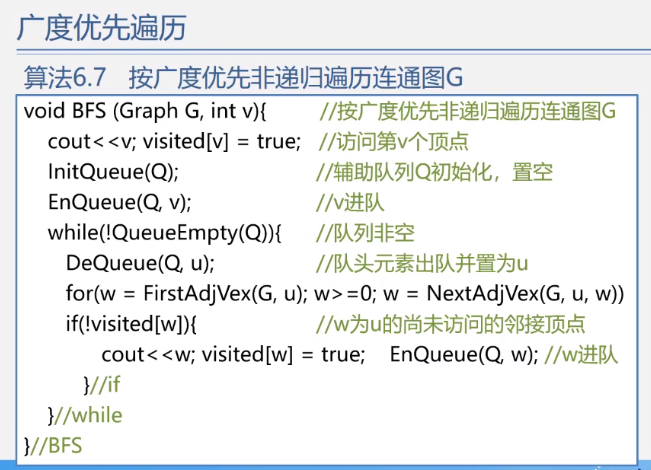 广度优先遍历
算法6.7 按广度优先非递归遍历连通图G
void BFS (Graph G, int v){ //按广度优先非递归遍历连通图G
cout<<v; visited[v] = true; //访问第v个顶点
InitQueue(Q); //辅助队列Q初始化，置空
EnQueue(Q, v); //v进队
while(!QueueEmpty(Q)){ //队列非空
DeQueue(Q, u); //队头元素出队并置为u
for(w = FirstAdjVex(G, u); w>=0; w = NextAdjVex(G, u, w))
if(!visited[w]){ //w为u的尚未访问的邻接顶点
cout<<w; visited[w] = true; EnQueue(Q, w); //w进队
}//if
}//while
}//BFS